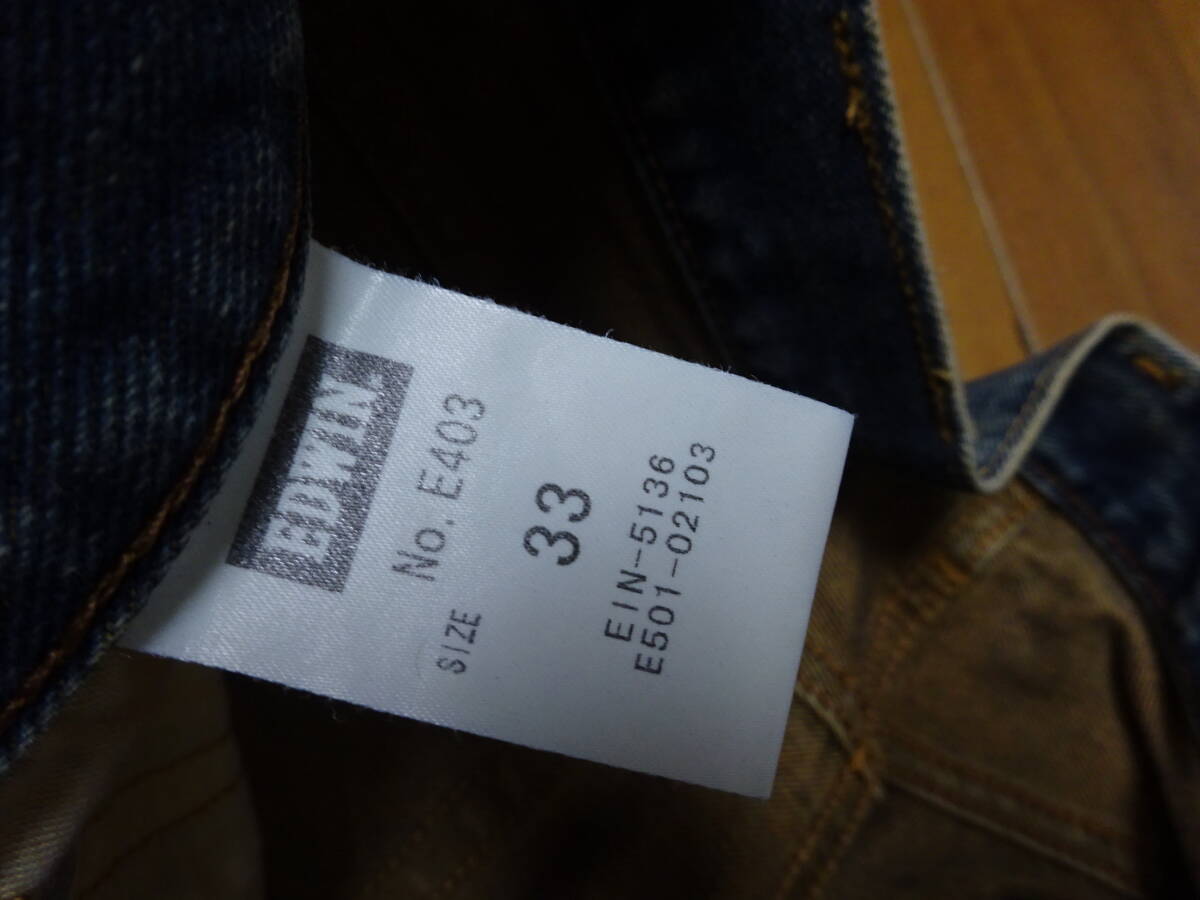 EDWIN
No. E403
SIZE 33
EIN-5136
E501-02103